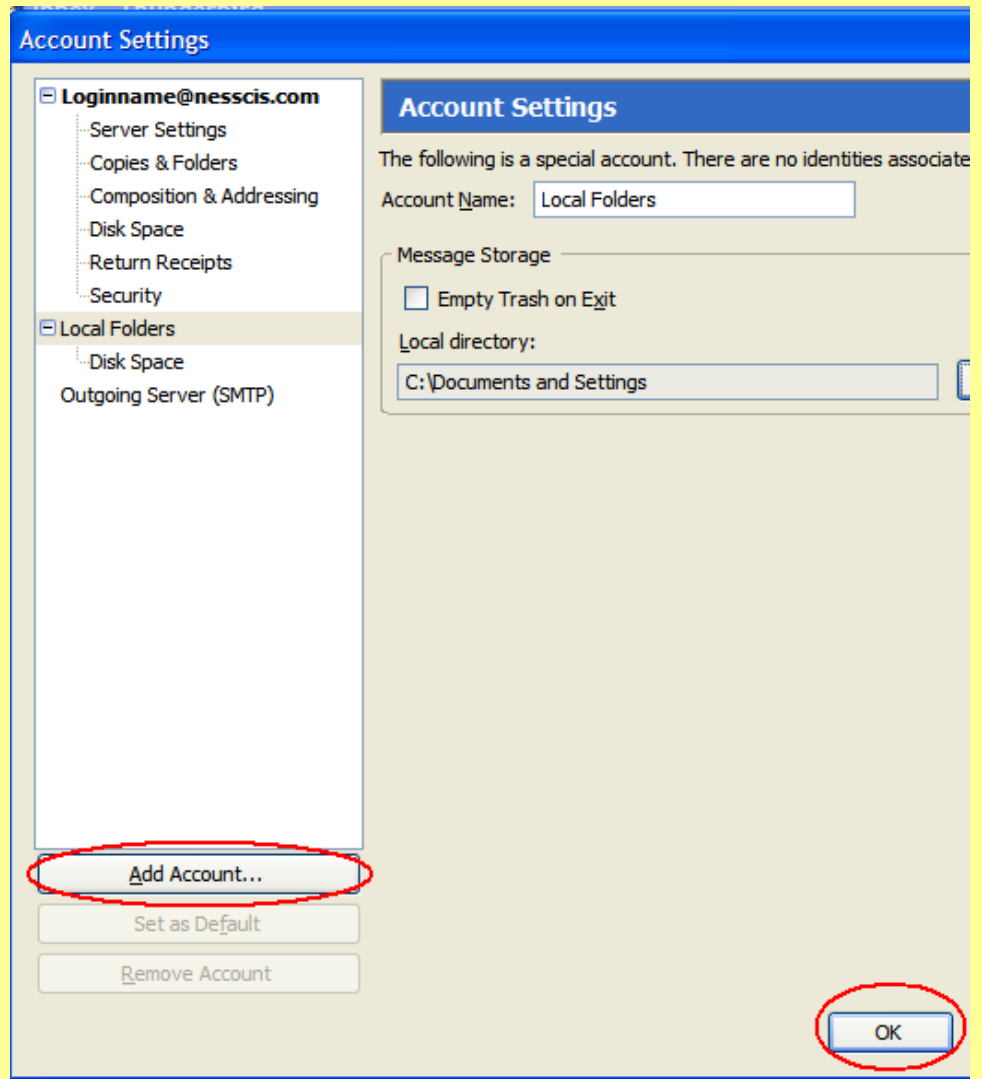 Inbox - Thunderbird
Account Settings
Loginname@nesscis.com
Server Settings
Copies & Folders
Composition & Addressing
Disk Space
Return Receipts
Security
Local Folders
Disk Space
Outgoing Server (SMTP)
Add Account...
Set as Default
Remove Account
Account Settings
The following is a special account. There are no identities associate
Account Name: Local Folders
Message Storage
Empty Trash on Exit
Local directory:
C:\Documents and Settings
OK